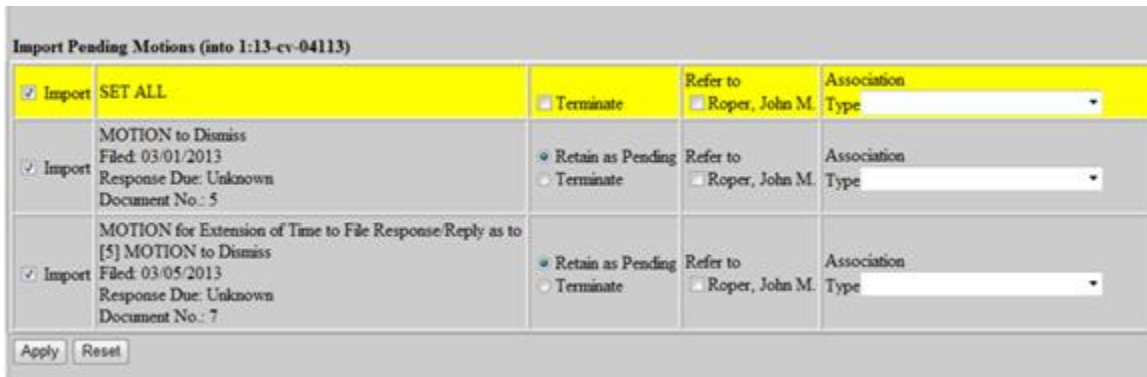 Import Pending Motions (into 1:13-cv-04113)
Import SET ALL Terminate Refer to Roper, John M. Association Type
MOTION to Dismiss
Filed: 03/01/2013
Response Due: Unknown
Document No.: 5
Import
Retain as Pending
Terminate
Refer to
Roper, John M.
Association
Type
MOTION for Extension of Time to File Response/Reply as to
[5] MOTION to Dismiss
Filed: 03/05/2013
Response Due: Unknown
Document No.: 7
Import
Retain as Pending
Terminate
Refer to
Roper, John M.
Association
Type
Apply Reset